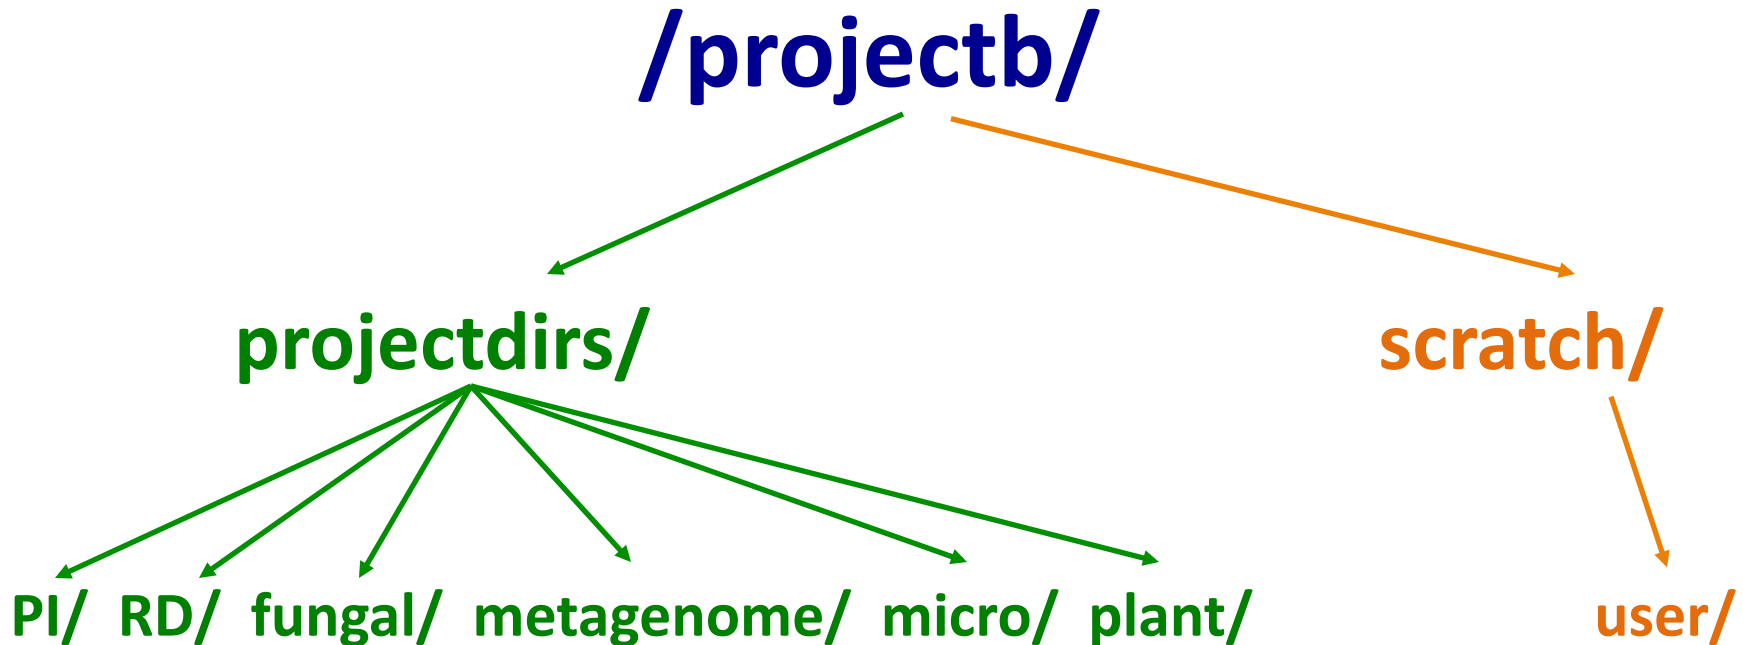 /projectb/
projectdirs/ scratch/
PI/ RD/ fungal/ metagenome/ micro/ plant/ user/